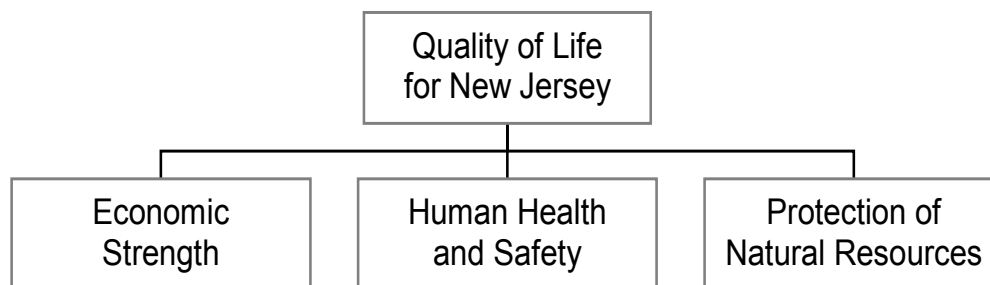 Quality of Life
for New Jersey
Economic
Strength
Human Health
and Safety
Protection of
Natural Resources